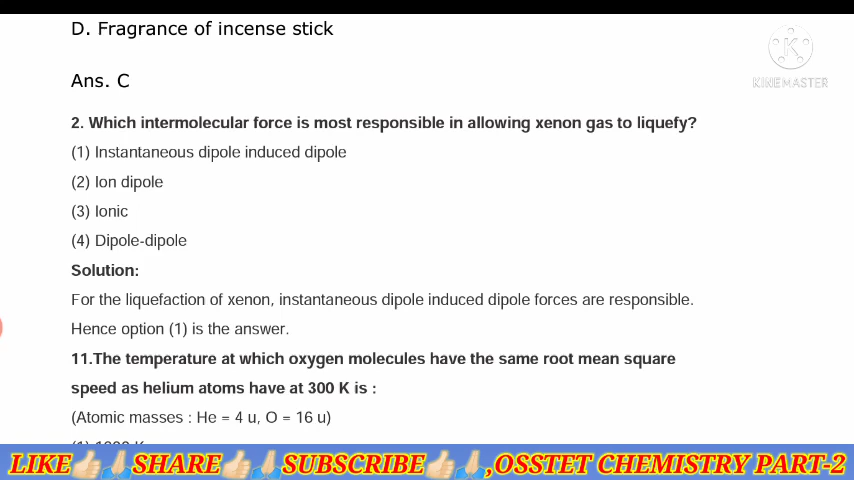 D. Fragrance of incense stick
Ans. C
KINEMASTER
2. Which intermolecular force is most responsible in allowing xenon gas to liquefy?
(1) Instantaneous dipole induced dipole
(2) Ion dipole
(3) Ionic
(4) Dipole-dipole
Solution:
For the liquefaction of xenon, instantaneous dipole induced dipole forces are responsible.
Hence option (1) is the answer.
11.The temperature at which oxygen molecules have the same root mean square
speed as helium atoms have at 300 K is :
(Atomic masses : He = 4 u, O = 16 u)
LIKE👍🏻🙏🏻SHARE👍🏻🙏🏻SUBSCRIBE👍🏻🙏🏻,OSSTET CHEMISTRY PART-2